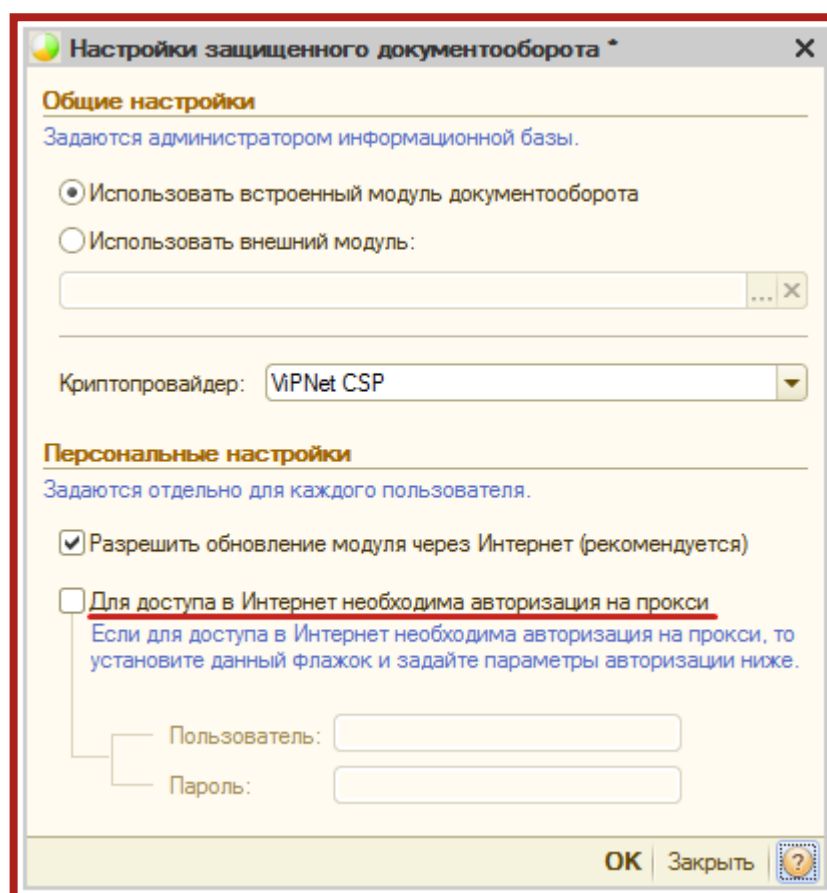 Настройки защищенного документооборота *
Общие настройки
Задаются администратором информационной базы.
Использовать встроенный модуль документооборота
Использовать внешний модуль:
...
Криптопровайдер: ViPNet CSP
Персональные настройки
Задаются отдельно для каждого пользователя.
Разрешить обновление модуля через Интернет (рекомендуется)
Для доступа в Интернет необходима авторизация на прокси
Если для доступа в Интернет необходима авторизация на прокси, то
установите данный флажок и задайте параметры авторизации ниже.
Пользователь:
Пароль:
OK Закрыть ?